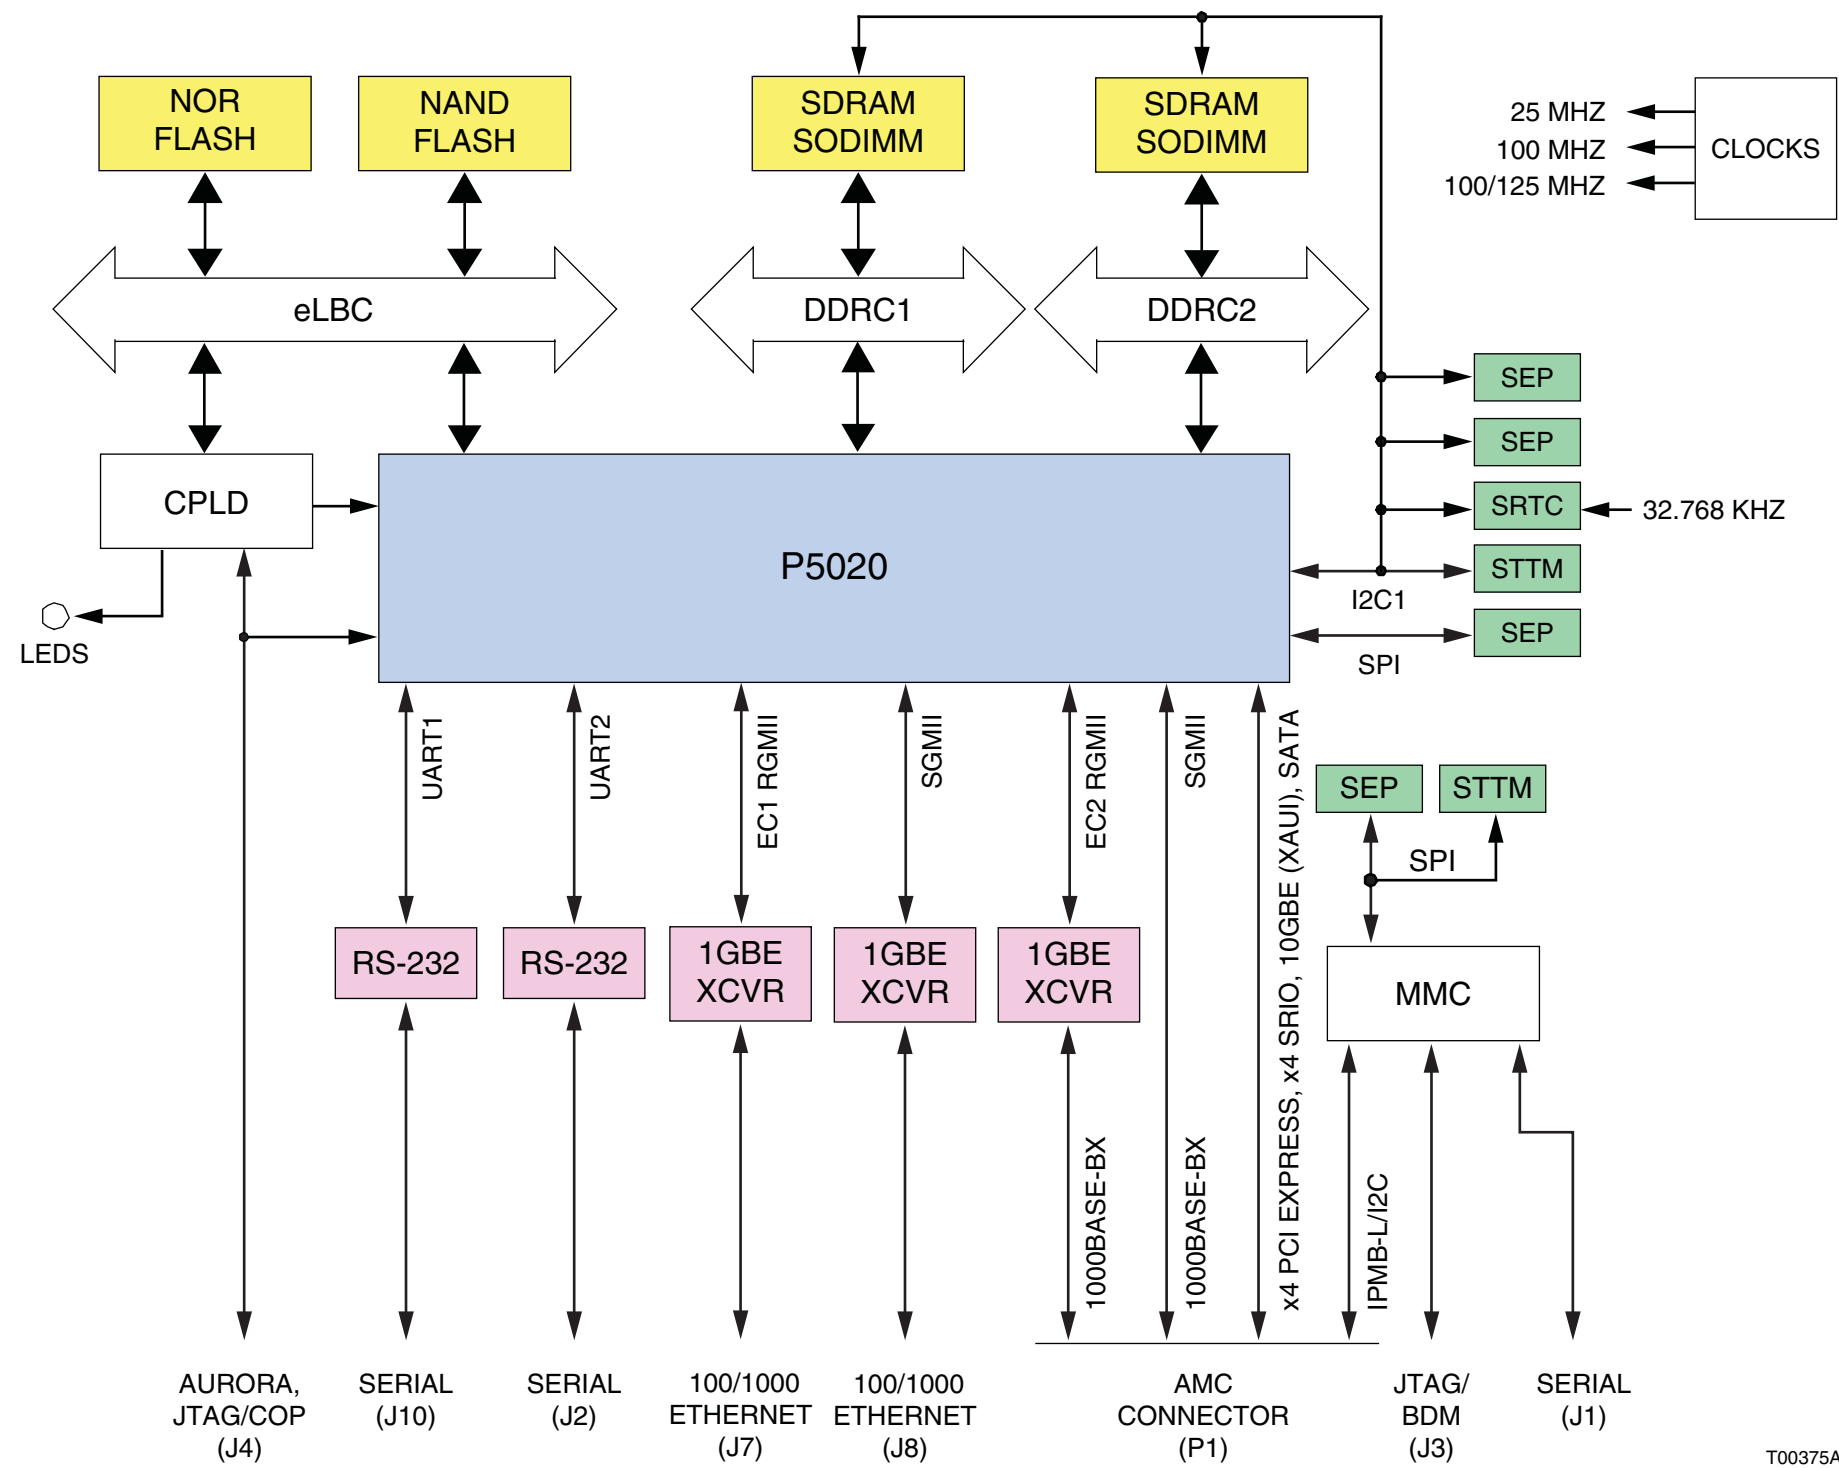 NOR
FLASH
NAND
FLASH
SDRAM
SODIMM
SDRAM
SODIMM
25 MHZ
100 MHZ
100/125 MHZ
CLOCKS
eLBC
DDRC1
DDRC2
SEP
SEP
SRTC
32.768 KHZ
STTM
I2C1
SEP
SPI
CPLD
P5020
LEDS
UART1
UART2
EC1 RGMII
SGMII
EC2 RGMII
SGMII
x4 PCI EXPRESS, x4 SRIO, 10GBE (XAUI), SATA
SEP
STTM
SPI
RS-232
RS-232
1GBE
XCVR
1GBE
XCVR
1GBE
XCVR
MMC
1000BASE-BX
1000BASE-BX
IPMB-L/I2C
AURORA,
JTAG/COP
(J4)
SERIAL
(J10)
SERIAL
(J2)
100/1000
ETHERNET
(J7)
100/1000
ETHERNET
(J8)
AMC
CONNECTOR
(P1)
JTAG/
BDM
(J3)
SERIAL
(J1)
T00375A